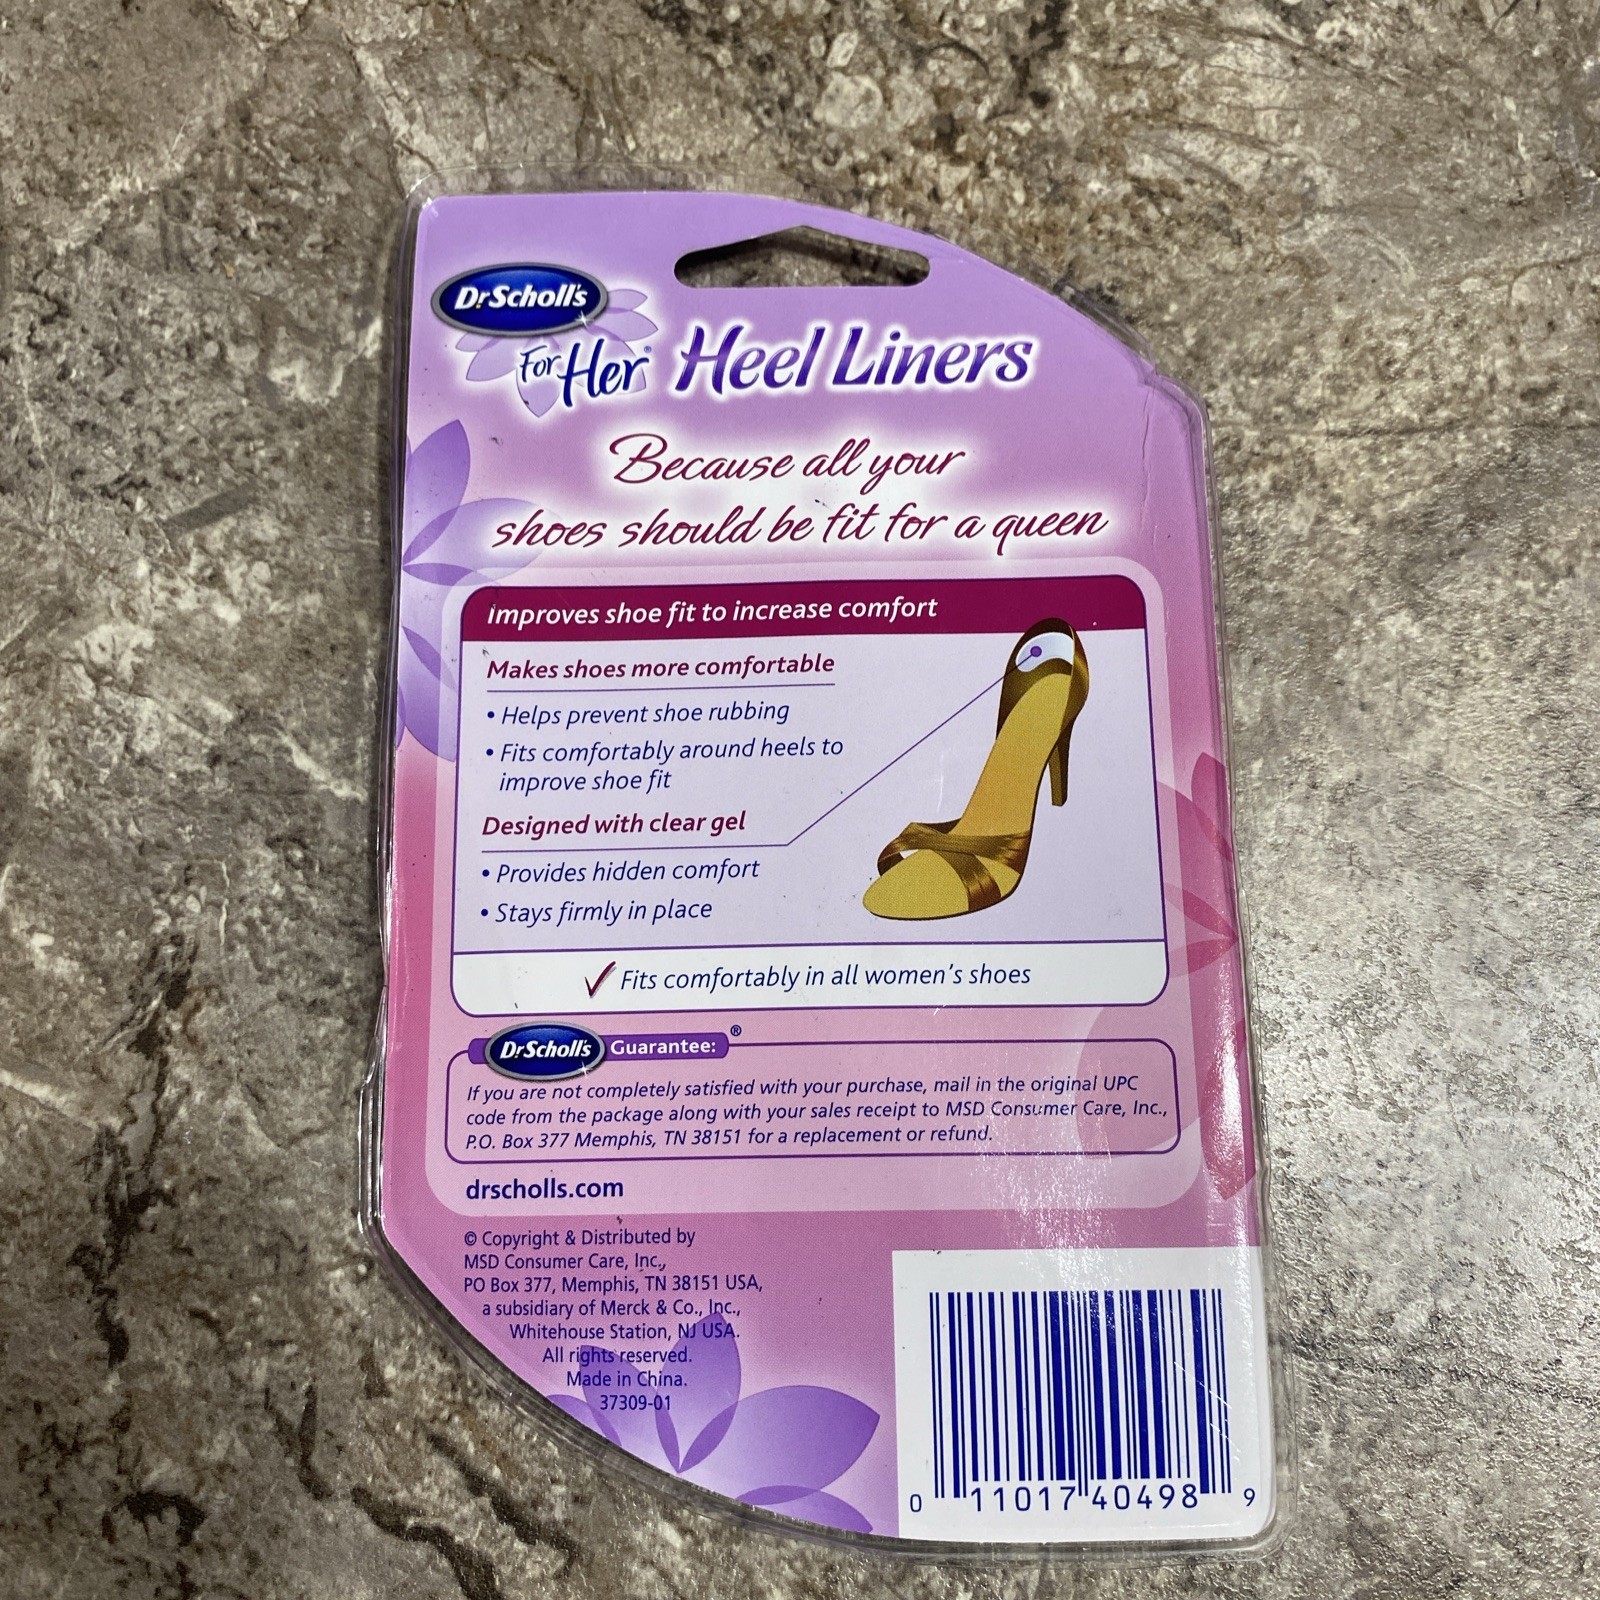 Dr. Scholl's
For Her® Heel Liners
Because all your
shoes should be fit for a queen
Improves shoe fit to increase comfort
Makes shoes more comfortable
• Helps prevent shoe rubbing
• Fits comfortably around heels to
improve shoe fit
Designed with clear gel
• Provides hidden comfort
• Stays firmly in place
✓ Fits comfortably in all women's shoes
Dr. Scholl's Guarantee: ®
If you are not completely satisfied with your purchase, mail in the original UPC
code from the package along with your sales receipt to MSD Consumer Care, Inc.,
P.O. Box 377 Memphis, TN 38151 for a replacement or refund.
drscholls.com
© Copyright & Distributed by
MSD Consumer Care, Inc.,
PO Box 377, Memphis, TN 38151 USA,
a subsidiary of Merck & Co., Inc.,
Whitehouse Station, NJ USA.
All rights reserved.
Made in China.
37309-01
0 11017 40498 9